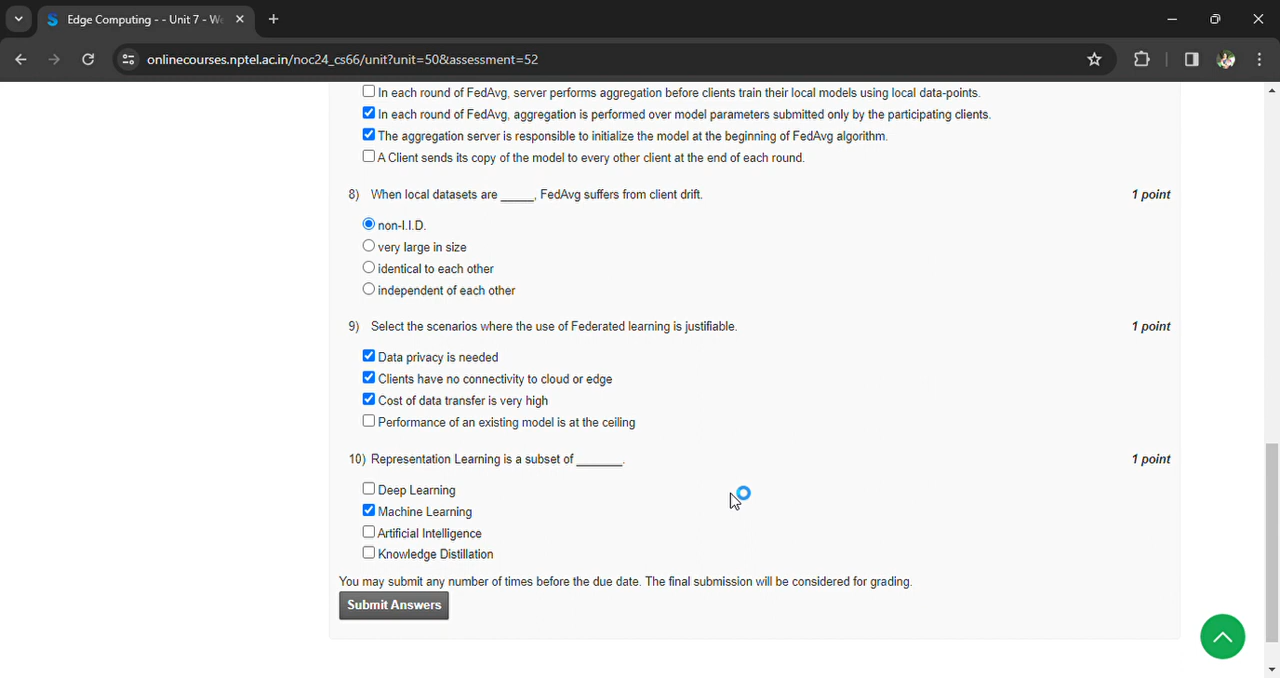 Edge Computing - - Unit 7 - W
onlinecourses.nptel.ac.in/noc24_cs66/unit?unit=50&assessment=52
In each round of FedAvg, server performs aggregation before clients train their local models using local data-points.
In each round of FedAvg, aggregation is performed over model parameters submitted only by the participating clients.
The aggregation server is responsible to initialize the model at the beginning of FedAvg algorithm.
A Client sends its copy of the model to every other client at the end of each round.
8) When local datasets are _____, FedAvg suffers from client drift. 1 point
non-I.I.D.
very large in size
identical to each other
independent of each other
9) Select the scenarios where the use of Federated learning is justifiable. 1 point
Data privacy is needed
Clients have no connectivity to cloud or edge
Cost of data transfer is very high
Performance of an existing model is at the ceiling
10) Representation Learning is a subset of _______. 1 point
Deep Learning
Machine Learning
Artificial Intelligence
Knowledge Distillation
You may submit any number of times before the due date. The final submission will be considered for grading.
Submit Answers